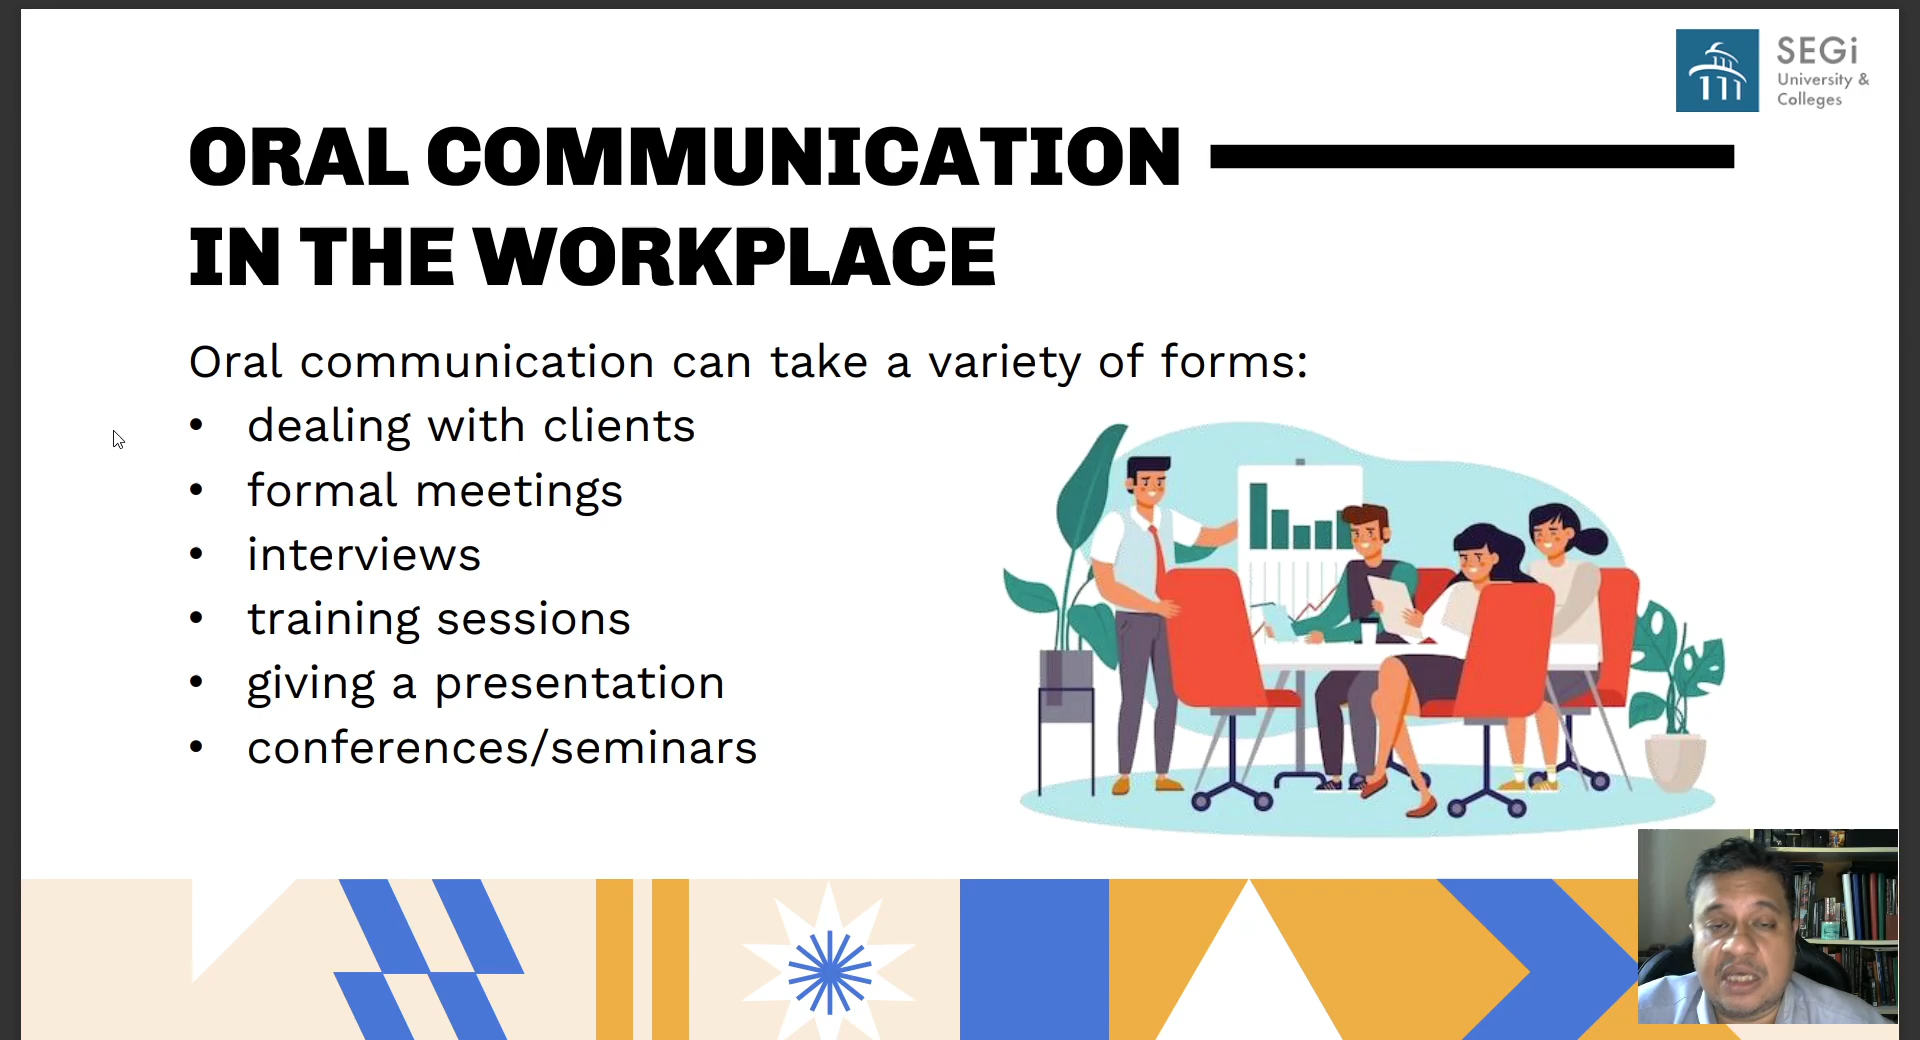 SEGi
University &
Colleges
ORAL COMMUNICATION
IN THE WORKPLACE
Oral communication can take a variety of forms:
• dealing with clients
• formal meetings
• interviews
• training sessions
• giving a presentation
• conferences/seminars